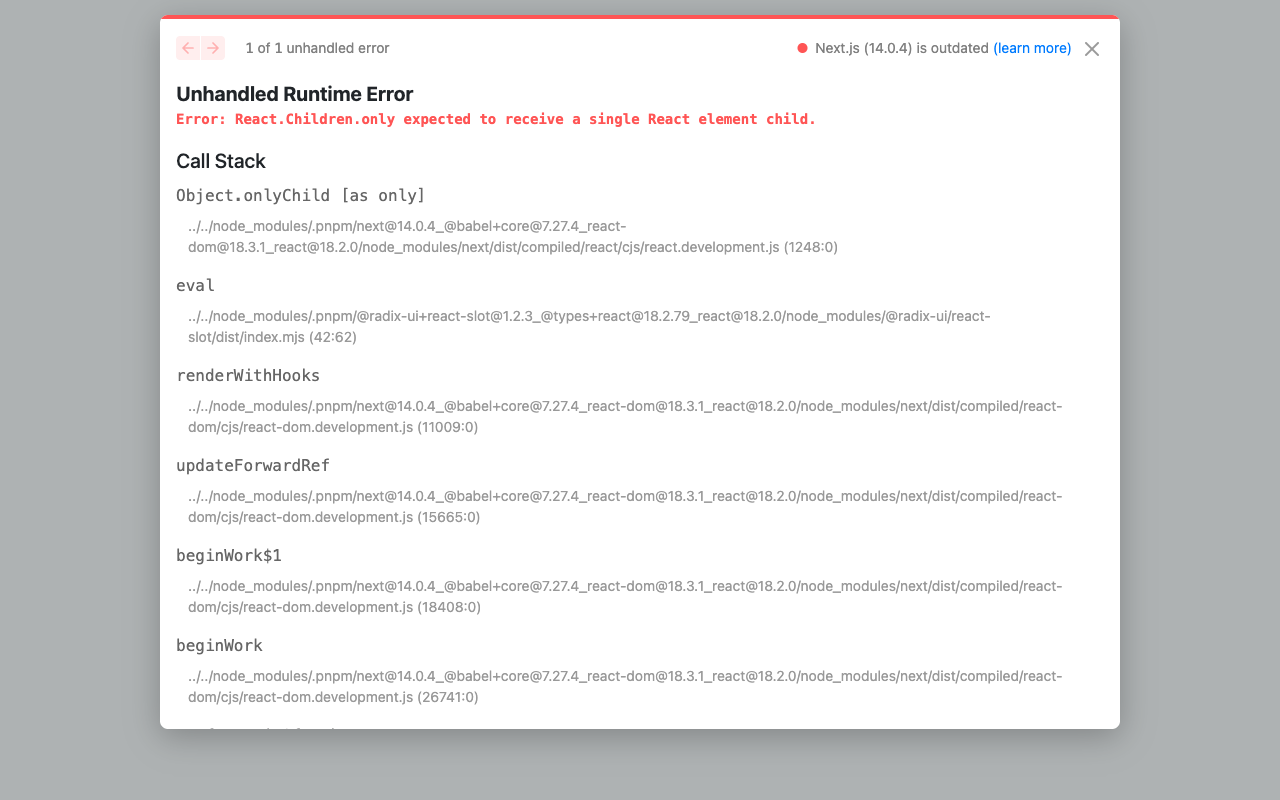 1 of 1 unhandled error
Next.js (14.0.4) is outdated (learn more)
Unhandled Runtime Error
Error: React.Children.only expected to receive a single React element child.
Call Stack
Object.onlyChild [as only]
../../node_modules/.pnpm/next@14.0.4_@babel+core@7.27.4_react-
dom@18.3.1_react@18.2.0/node_modules/next/dist/compiled/react/cjs/react.development.js (1248:0)
eval
../../node_modules/.pnpm/@radix-ui+react-slot@1.2.3_@types+react@18.2.79_react@18.2.0/node_modules/@radix-ui/react-
slot/dist/index.mjs (42:62)
renderWithHooks
../../node_modules/.pnpm/next@14.0.4_@babel+core@7.27.4_react-dom@18.3.1_react@18.2.0/node_modules/next/dist/compiled/react-
dom/cjs/react-dom.development.js (11009:0)
updateForwardRef
../../node_modules/.pnpm/next@14.0.4_@babel+core@7.27.4_react-dom@18.3.1_react@18.2.0/node_modules/next/dist/compiled/react-
dom/cjs/react-dom.development.js (15665:0)
beginWork$1
../../node_modules/.pnpm/next@14.0.4_@babel+core@7.27.4_react-dom@18.3.1_react@18.2.0/node_modules/next/dist/compiled/react-
dom/cjs/react-dom.development.js (18408:0)
beginWork
../../node_modules/.pnpm/next@14.0.4_@babel+core@7.27.4_react-dom@18.3.1_react@18.2.0/node_modules/next/dist/compiled/react-
dom/cjs/react-dom.development.js (26741:0)